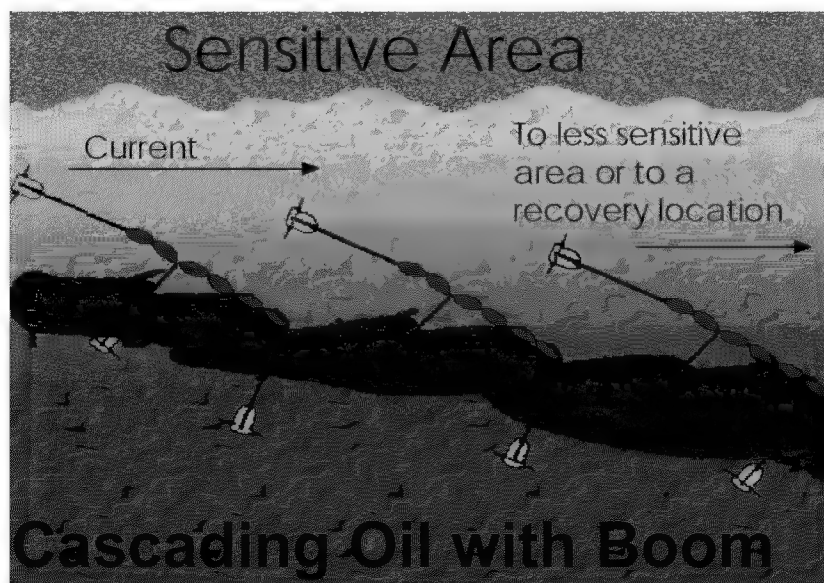 Sensitive Area
Current
To less sensitive
area or to a
recovery location
Cascading Oil with Boom